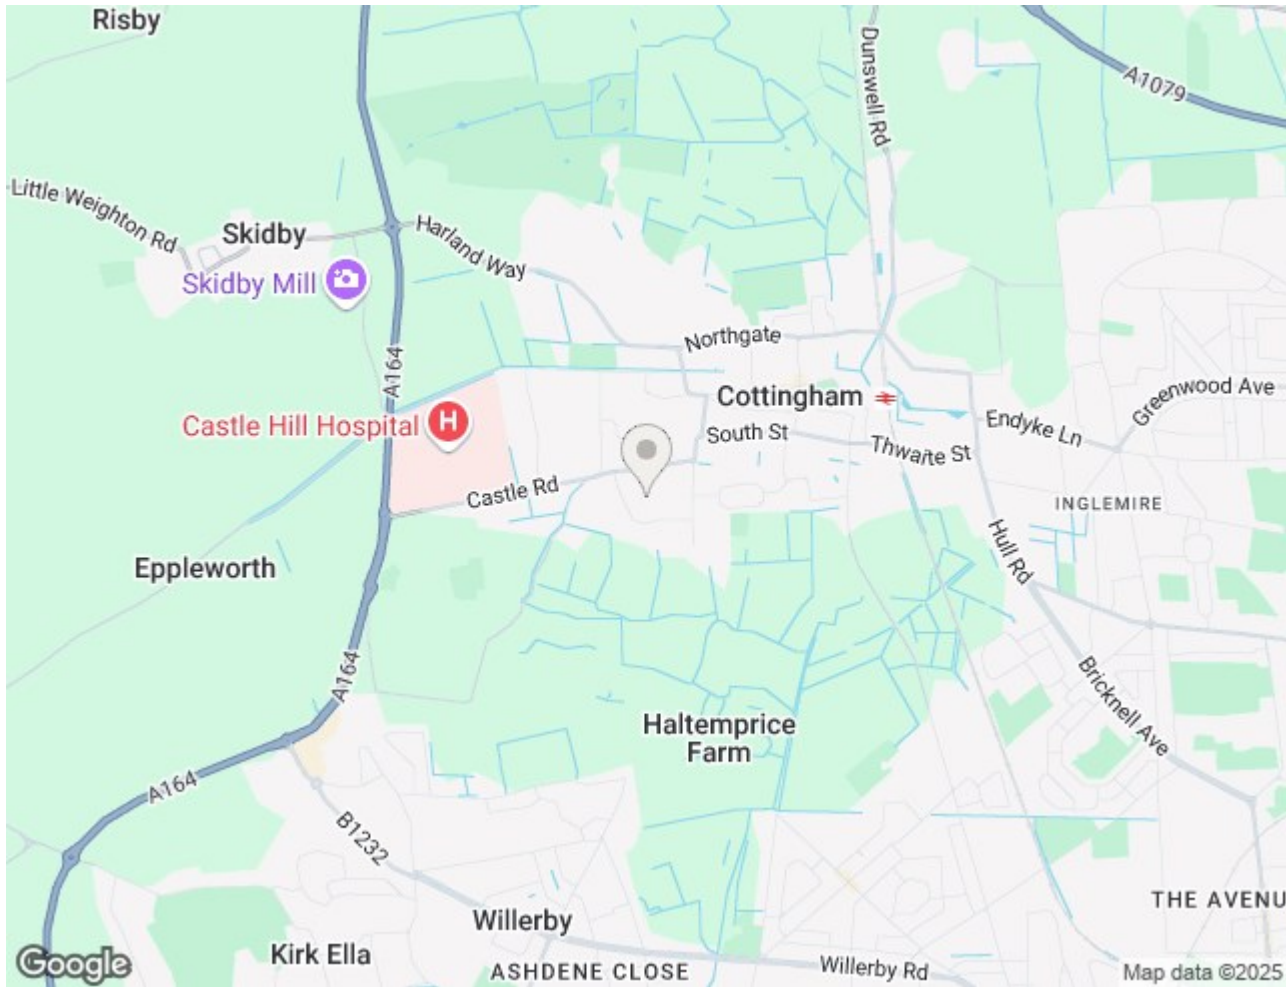 Risby
A1079
Dunswell Rd
Little Weighton Rd
Skidby
Harland Way
Skidby Mill
Northgate
A164
Cottingham
Greenwood Ave
Castle Hill Hospital
H
South St
Endyke Ln
Thwaite St
Castle Rd
INGLEMIRE
Hull Rd
Eppleworth
A164
Bricknell Ave
Haltemprice
Farm
A164
B1232
THE AVENU
Willerby
Kirk Ella
ASHDENE CLOSE
Willerby Rd
Google
Map data ©2025